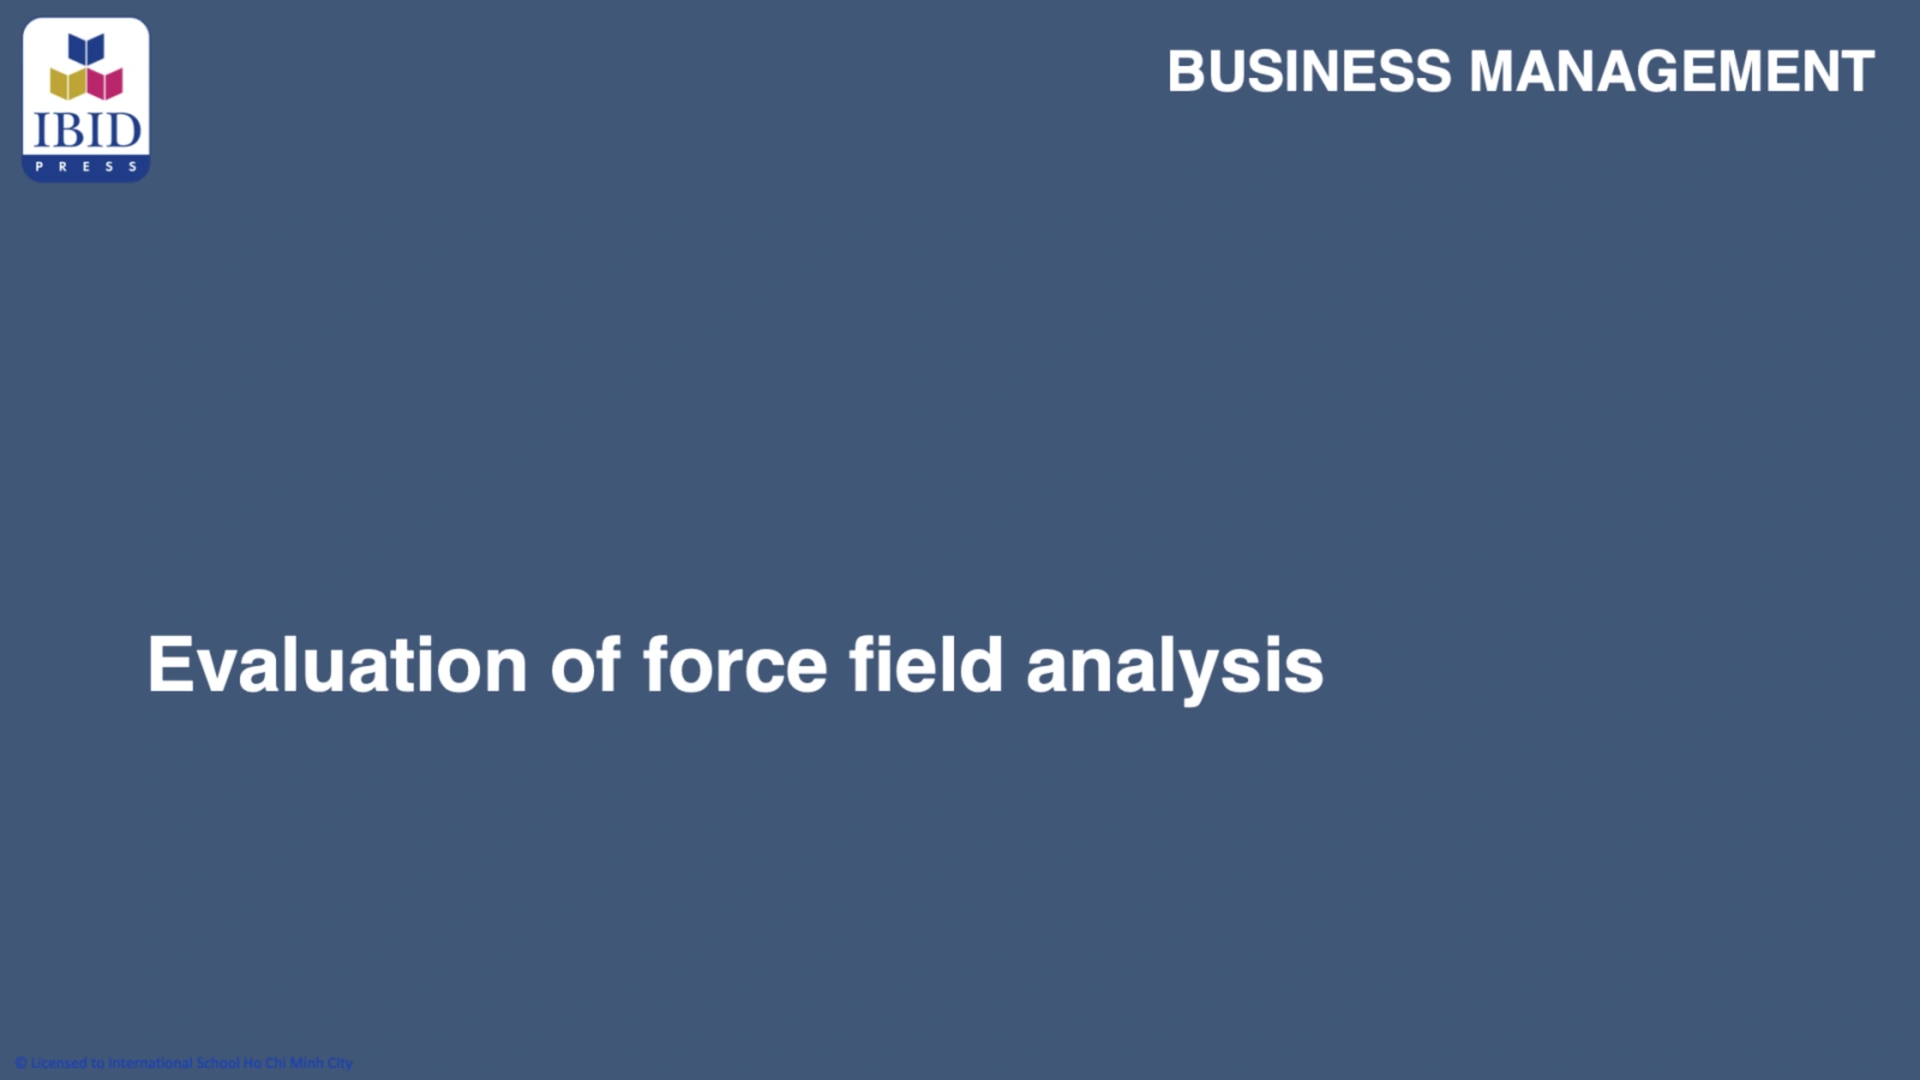 IBID
PRESS
BUSINESS MANAGEMENT
Evaluation of force field analysis
© Licensed to International School Ho Chi Minh City